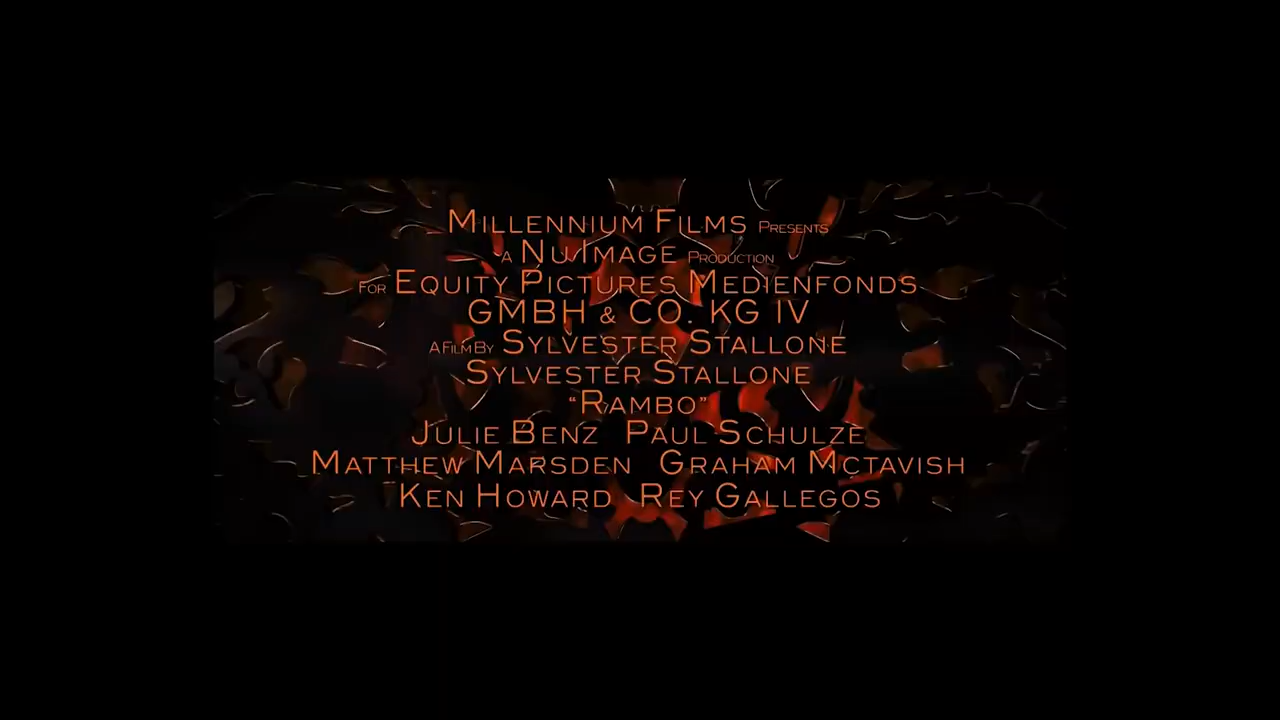 Millennium Films Presents
A Nu Image Production
for Equity Pictures Medienfonds
GMBH & CO. KG IV
A Film By Sylvester Stallone
Sylvester Stallone
"Rambo"
Julie Benz Paul Schulze
Matthew Marsden Graham Mctavish
Ken Howard Rey Gallegos